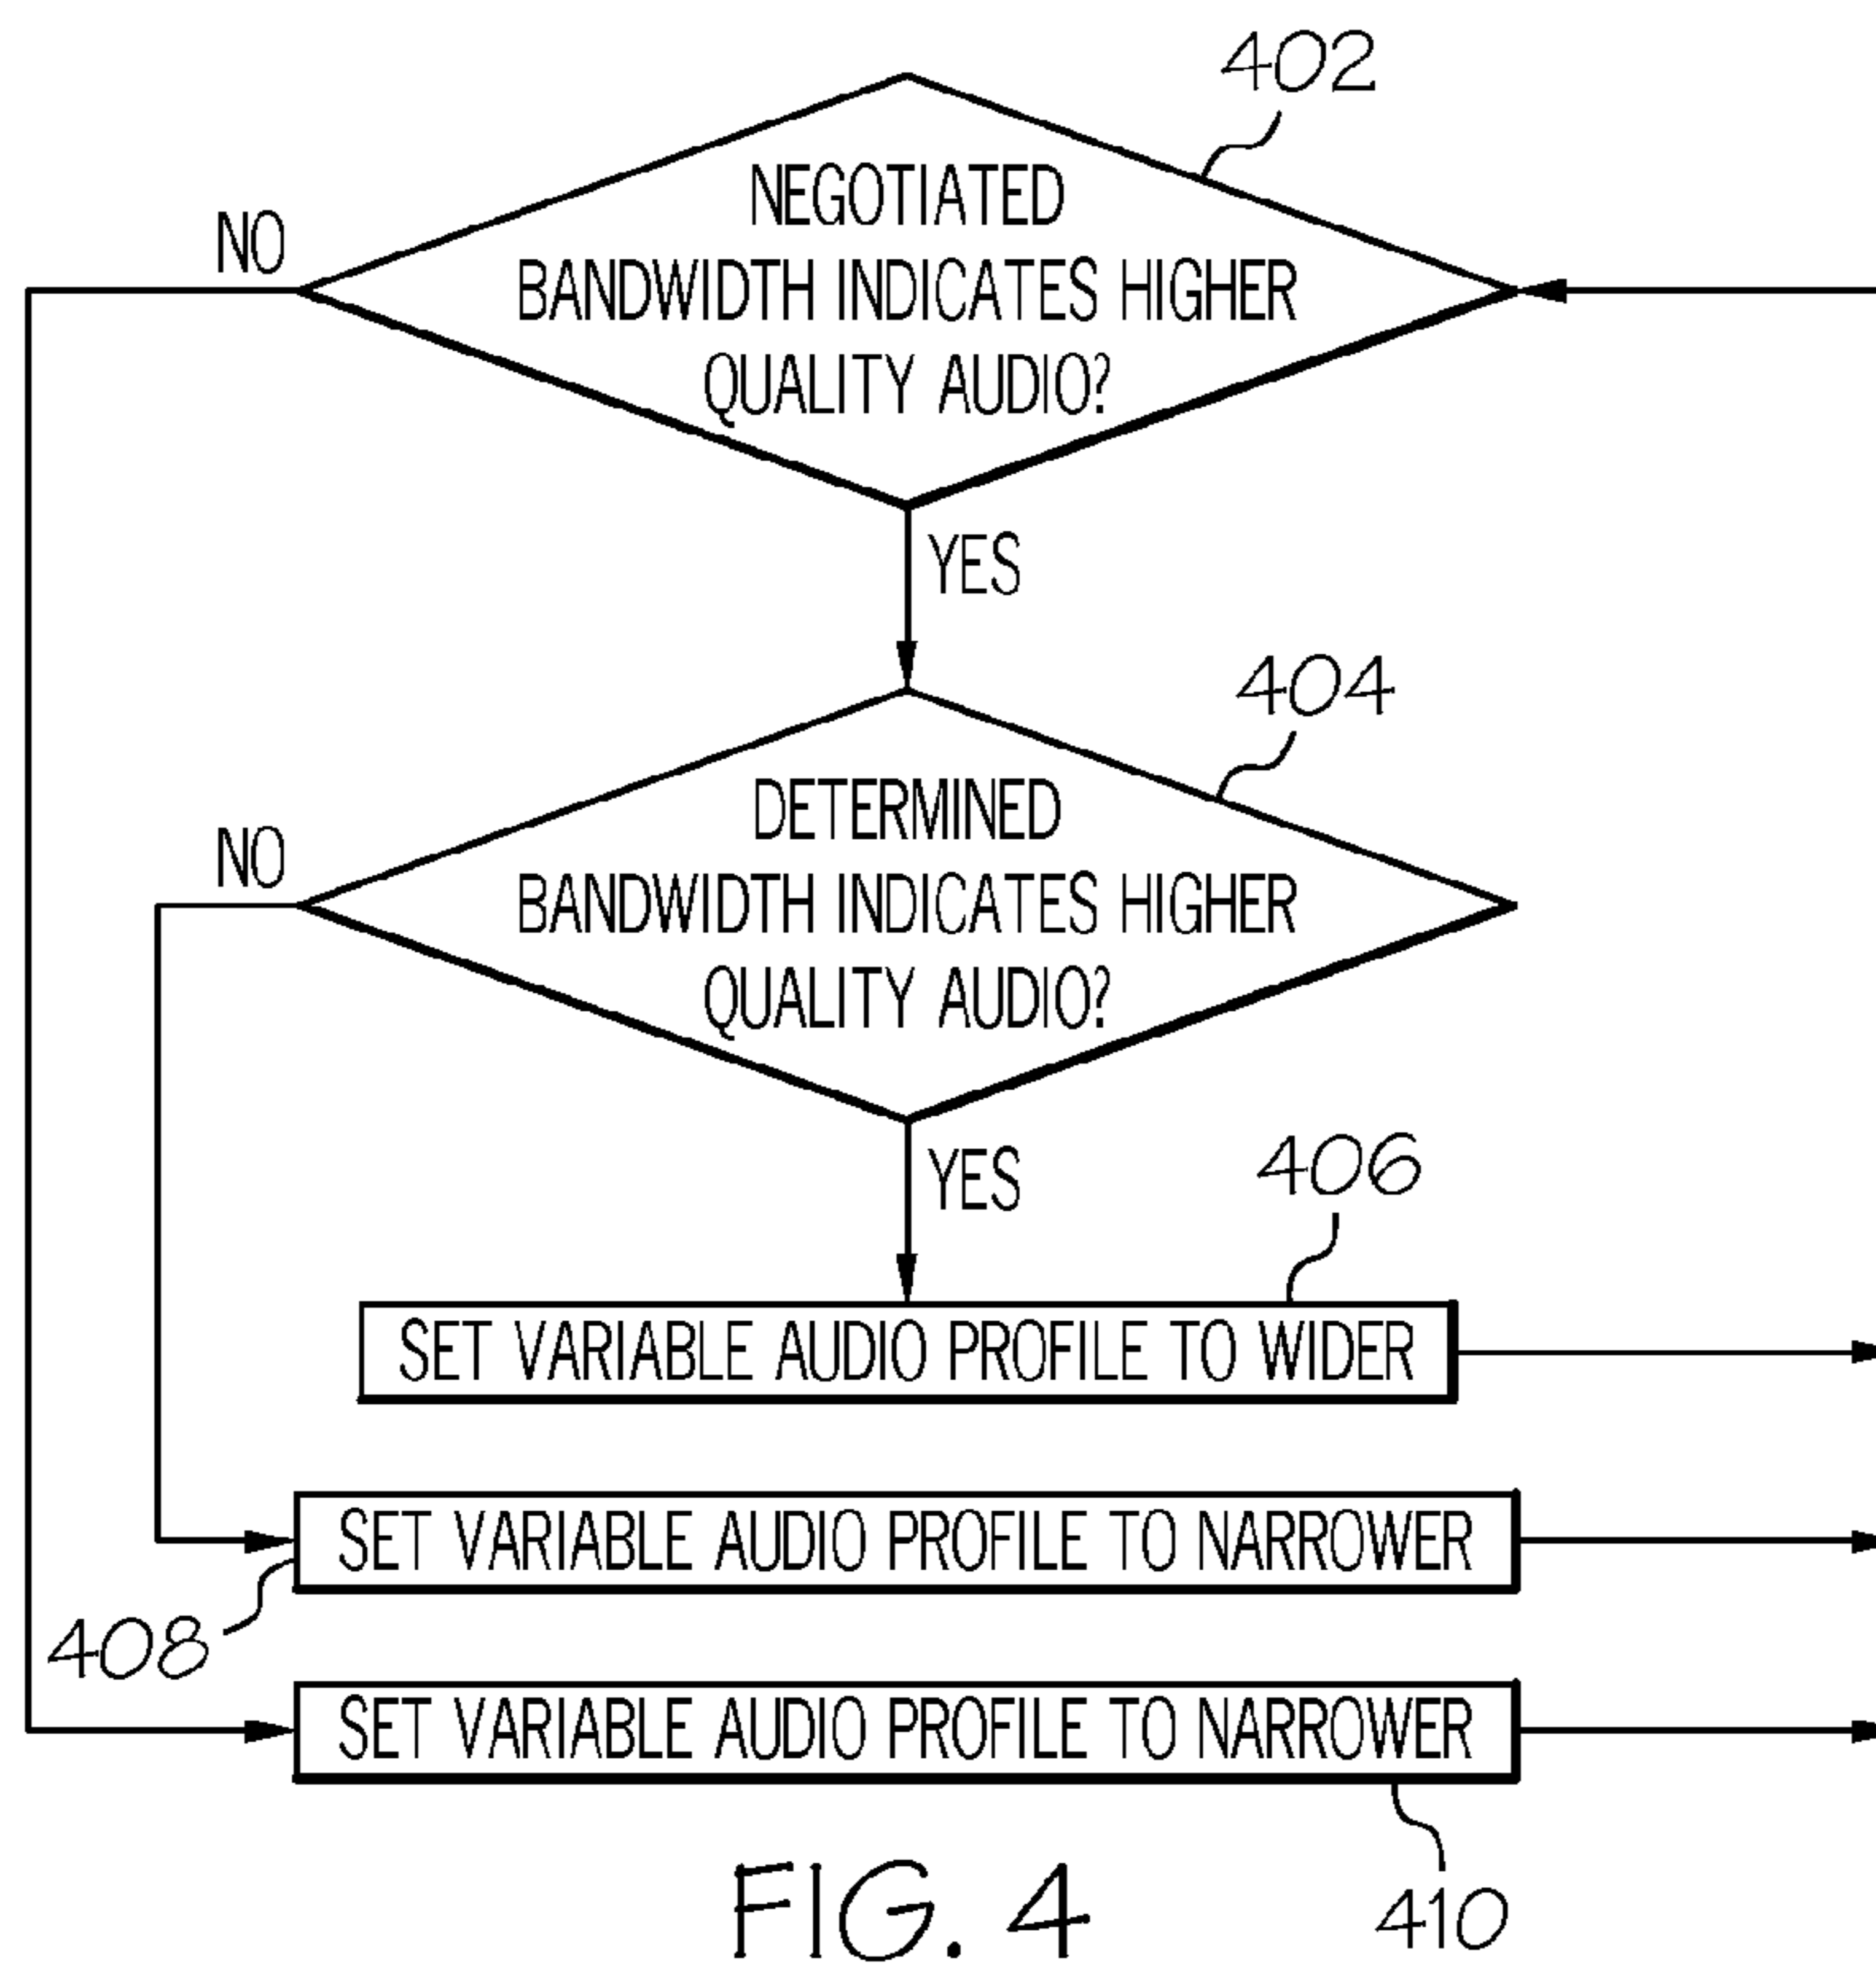 402
NEGOTIATED
BANDWIDTH INDICATES HIGHER
QUALITY AUDIO?
NO
YES
404
DETERMINED
BANDWIDTH INDICATES HIGHER
QUALITY AUDIO?
NO
YES
406
SET VARIABLE AUDIO PROFILE TO WIDER
SET VARIABLE AUDIO PROFILE TO NARROWER
408
SET VARIABLE AUDIO PROFILE TO NARROWER
410
FIG. 4